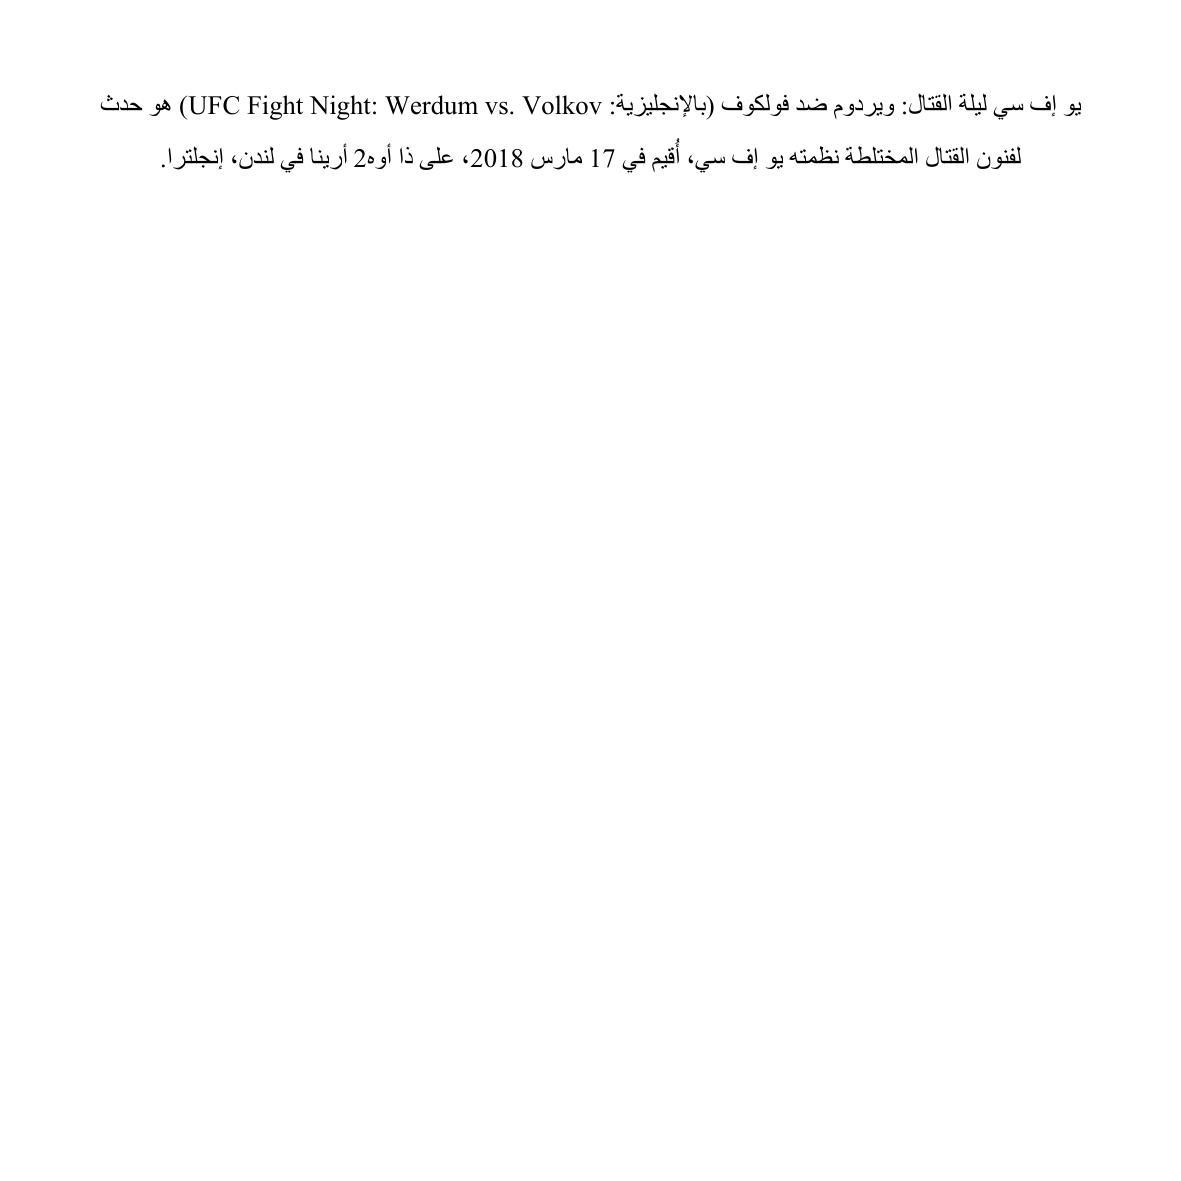 يو إف سي ليلة القتال: ويردوم ضد فولكوف (بالإنجليزية: UFC Fight Night: Werdum vs. Volkov) هو حدث
لفنون القتال المختلطة نظمته يو إف سي، أُقيم في 17 مارس 2018، على ذا أوه2 أرينا في لندن، إنجلترا.